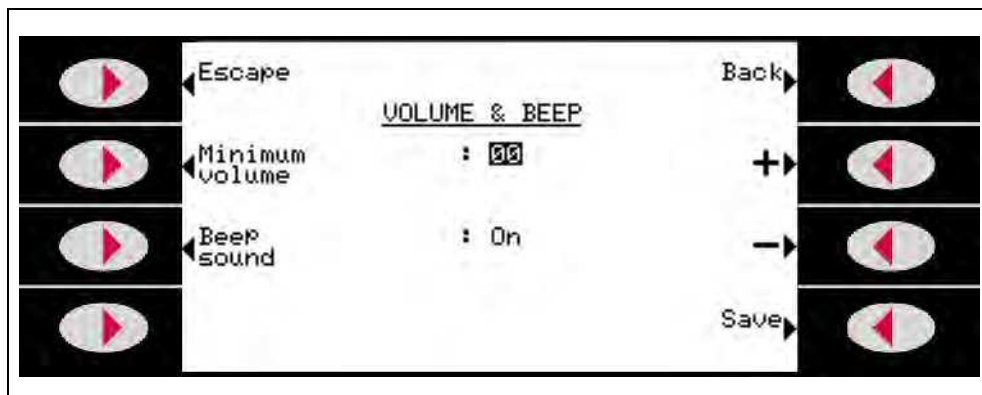 Escape
Back
VOLUME & BEEP
Minimum
volume
: 00
+
Beep
sound
: On
-
Save